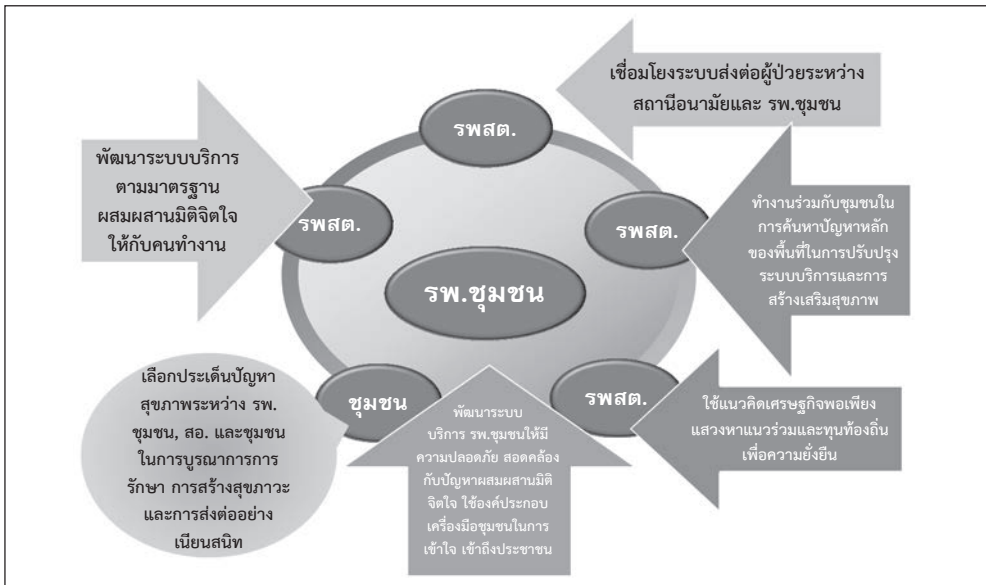 เชื่อมโยงระบบส่งต่อผู้ป่วยระหว่าง
สถานีอนามัยและ รพ.ชุมชน
รพสต.
พัฒนาระบบบริการ
ตามมาตรฐาน
ผสมผสานมิติจิตใจ
ให้กับคนทำงาน
รพสต.
รพสต.
ทำงานร่วมกับชุมชนใน
การค้นหาปัญหาหลัก
ของพื้นที่ในการปรับปรุง
ระบบบริการและการ
สร้างเสริมสุขภาพ
รพ.ชุมชน
เลือกประเด็นปัญหา
สุขภาพระหว่าง รพ.
ชุมชน, สอ. และชุมชน
ในการบูรณาการการ
รักษา การสร้างสุขภาวะ
และการส่งต่ออย่าง
เนียนสนิท
ชุมชน
พัฒนาระบบ
บริการ รพ.ชุมชนให้มี
ความปลอดภัย สอดคล้อง
กับปัญหาผสมผสานมิติ
จิตใจ ใช้องค์ประกอบ
เครื่องมือชุมชนในการ
เข้าใจ เข้าถึงประชาชน
รพสต.
ใช้แนวคิดเศรษฐกิจพอเพียง
แสวงหาแนวร่วมและทุนท้องถิ่น
เพื่อความยั่งยืน